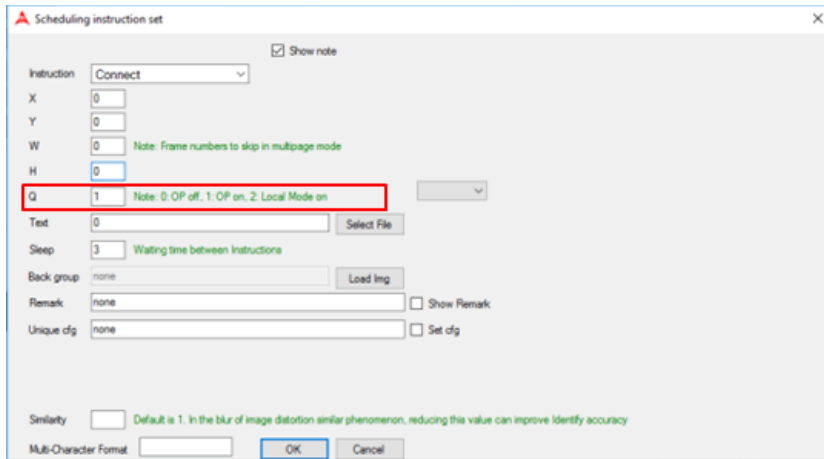 Scheduling instruction set
Show note
Instruction Connect
X 0
Y 0
W 0 Note: Frame numbers to skip in multipage mode
H 0
Q 1 Note: 0: OP off, 1: OP on, 2: Local Mode on
Text 0 Select File
Sleep 3 Waiting time between Instructions
Back group none Load Img
Remark none Show Remark
Unique cfg none Set cfg
Similarity Default is 1. In the blur of image distortion similar phenomenon, reducing this value can improve Identify accuracy
Multi-Character Format OK Cancel